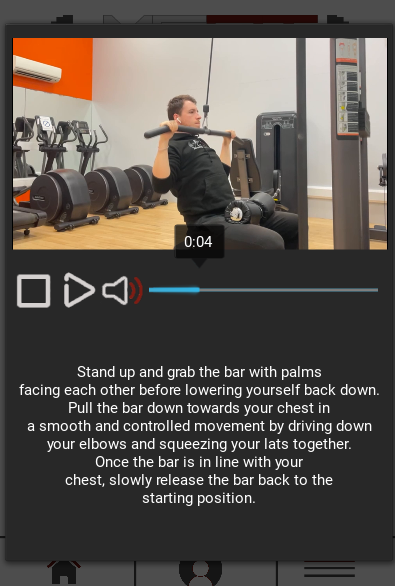 0:04
Stand up and grab the bar with palms
facing each other before lowering yourself back down.
Pull the bar down towards your chest in
a smooth and controlled movement by driving down
your elbows and squeezing your lats together.
Once the bar is in line with your
chest, slowly release the bar back to the
starting position.